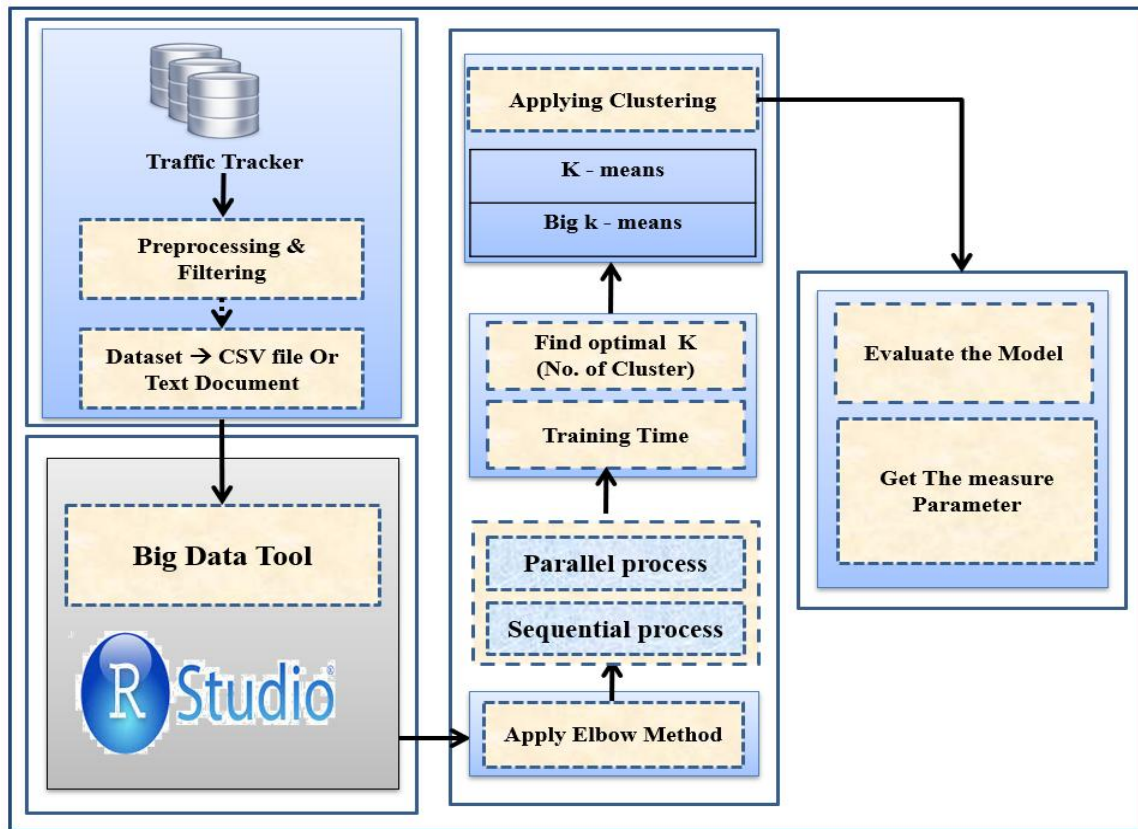 Traffic Tracker
Preprocessing &
Filtering
Dataset → CSV file Or
Text Document
Big Data Tool
R Studio®
Apply Elbow Method
Parallel process
Sequential process
Find optimal K
(No. of Cluster)
Training Time
Applying Clustering
K - means
Big k - means
Evaluate the Model
Get The measure
Parameter